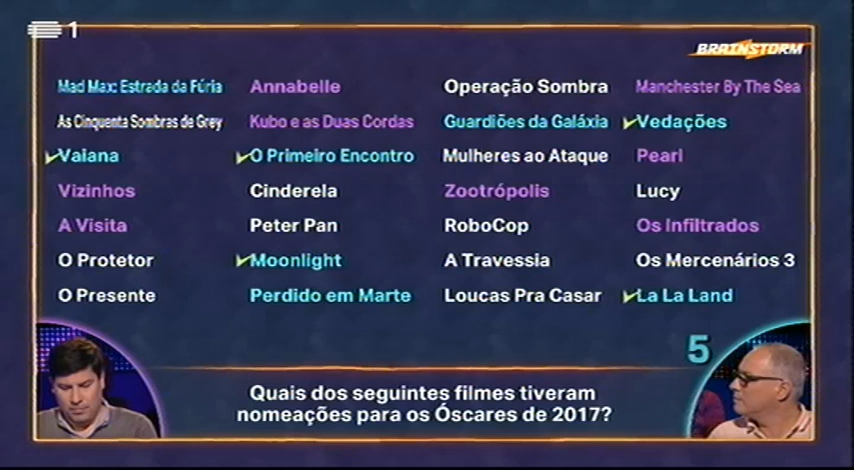 1
BRAINSTORM
Mad Max: Estrada da Fúria Annabelle Operação Sombra Manchester By The Sea
As Cinquenta Sombras de Grey Kubo e as Duas Cordas Guardiões da Galáxia Vedações
Vaiana O Primeiro Encontro Mulheres ao Ataque Pearl
Vizinhos Cinderela Zootrópolis Lucy
A Visita Peter Pan RoboCop Os Infiltrados
O Protetor Moonlight A Travessia Os Mercenários 3
O Presente Perdido em Marte Loucas Pra Casar La La Land
5
Quais dos seguintes filmes tiveram
nomeações para os Óscares de 2017?